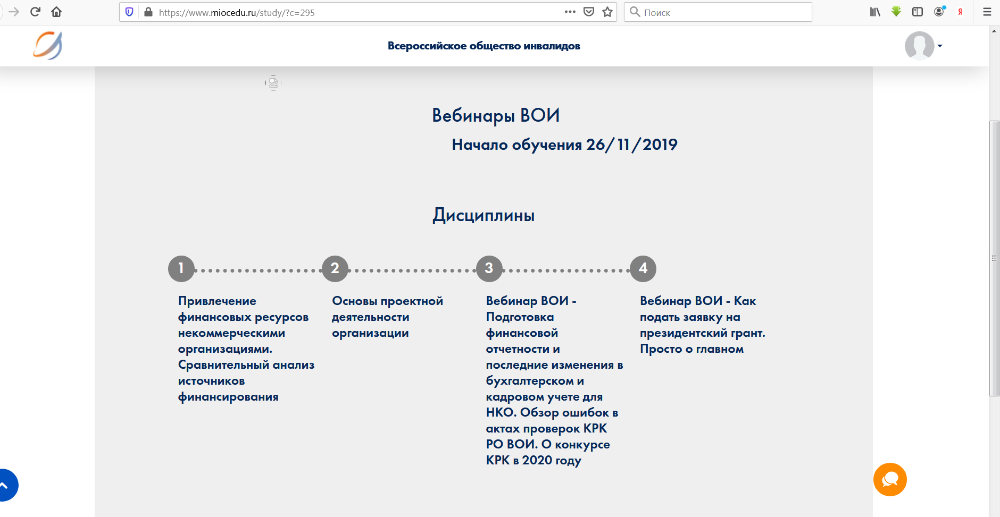 https://www.miocedu.ru/study/?c=295
Поиск
Я
Всероссийское общество инвалидов
Вебинары ВОИ
Начало обучения 26/11/2019
Дисциплины
1
2
3
4
Привлечение
финансовых ресурсов
некоммерческими
организациями.
Сравнительный анализ
источников
финансирования
Основы проектной
деятельности
организации
Вебинар ВОИ -
Подготовка
финансовой
отчетности и
последние изменения в
бухгалтерском и
кадровом учете для
НКО. Обзор ошибок в
актах проверок КРК
РО ВОИ. О конкурсе
КРК в 2020 году
Вебинар ВОИ - Как
подать заявку на
президентский грант.
Просто о главном